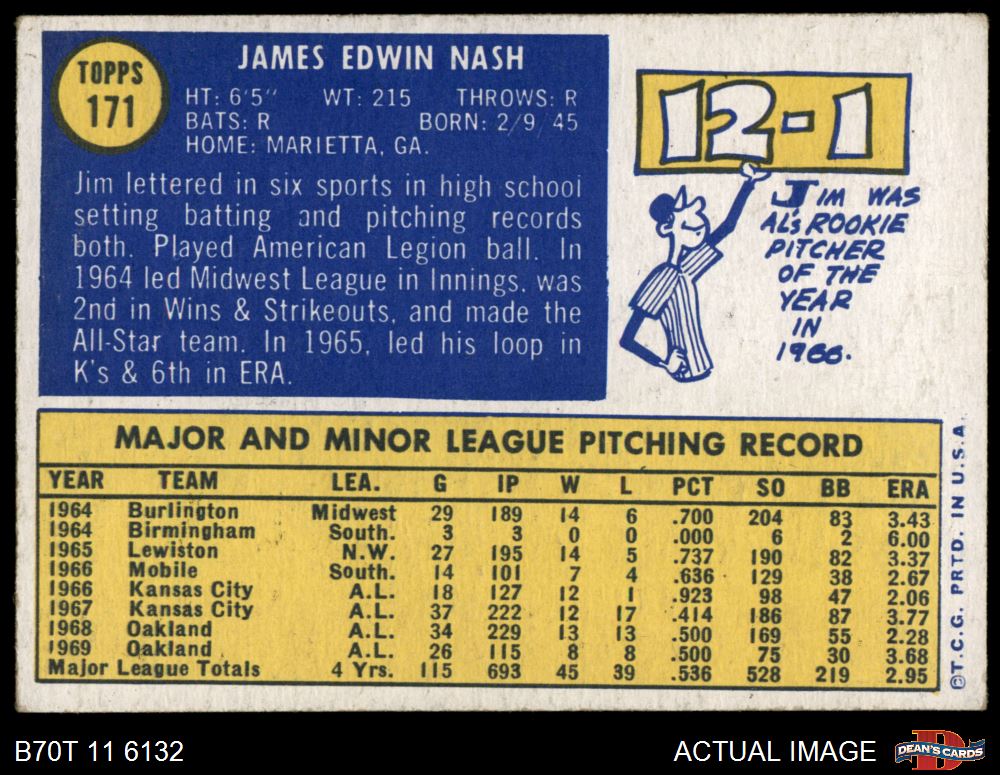 TOPPS
171
JAMES EDWIN NASH
HT: 6'5" WT: 215 THROWS: R
BATS: R BORN: 2/9/45
HOME: MARIETTA, GA.
Jim lettered in six sports in high school
setting batting and pitching records
both. Played American Legion ball. In
1964 led Midwest League in Innings, was
2nd in Wins & Strikeouts, and made the
All-Star team. In 1965, led his loop in
K's & 6th in ERA.
12-1
JIM WAS
AL's ROOKIE
PITCHER
OF THE
YEAR
IN
1966.
MAJOR AND MINOR LEAGUE PITCHING RECORD
YEAR TEAM LEA. G IP W L PCT SO BB ERA
1964 Burlington Midwest 29 189 14 6 .700 204 83 3.43
1964 Birmingham South. 3 3 0 0 .000 6 2 6.00
1965 Lewiston N.W. 27 195 14 5 .737 190 82 3.37
1966 Mobile South. 14 101 7 4 .636 129 38 2.67
1966 Kansas City A.L. 18 127 12 1 .923 98 47 2.06
1967 Kansas City A.L. 37 222 12 17 .414 186 87 3.77
1968 Oakland A.L. 34 229 13 13 .500 169 55 2.28
1969 Oakland A.L. 26 115 8 8 .500 75 30 3.68
Major League Totals 4 Yrs. 115 693 45 39 .536 528 219 2.95
©T.C.G. PRTD. IN U.S.A.
B70T 11 6132
ACTUAL IMAGE
DEAN'S CARDS